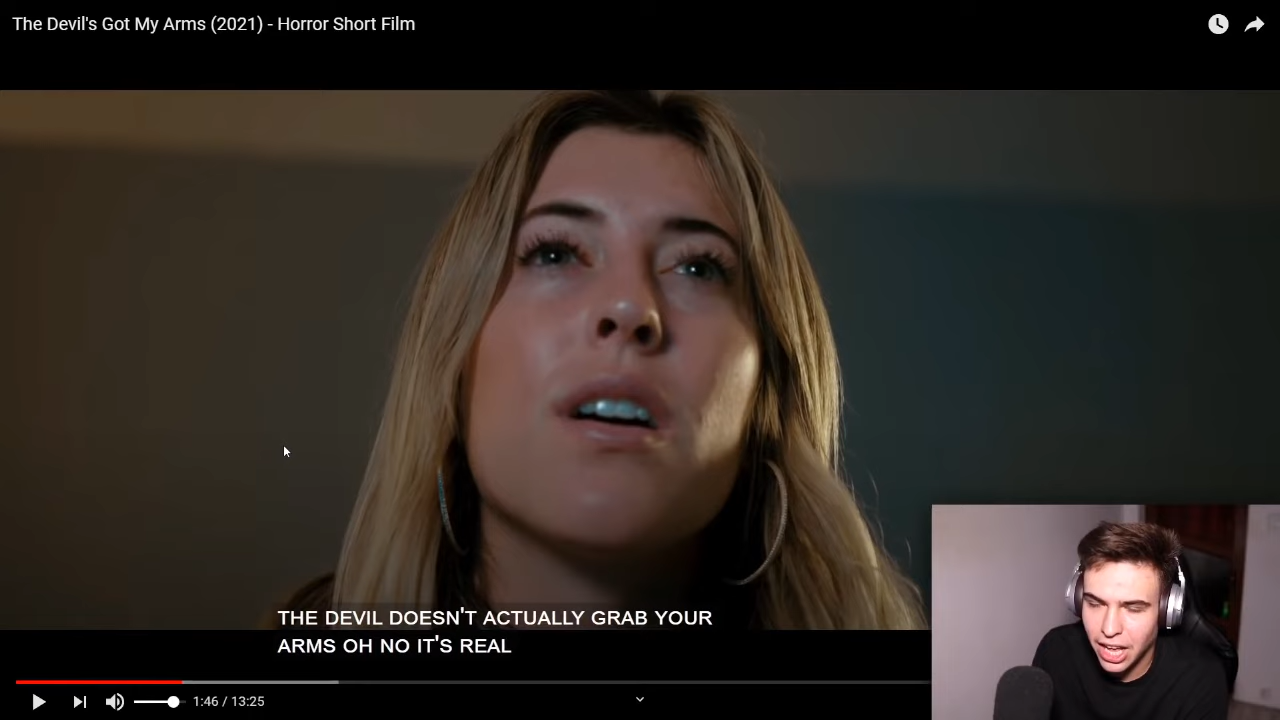 The Devil's Got My Arms (2021) - Horror Short Film
THE DEVIL DOESN'T ACTUALLY GRAB YOUR
ARMS OH NO IT'S REAL
1:46 / 13:25